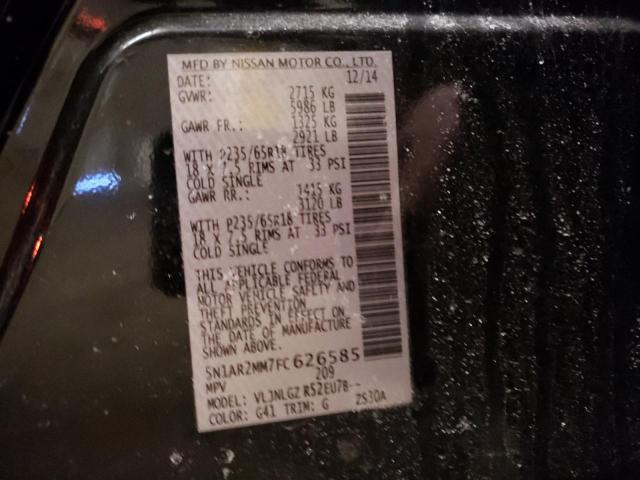 MFD BY NISSAN MOTOR CO., LTD.
DATE: 12/14
GVWR: 2715 KG
5986 LB
GAWR FR.: 1325 KG
2921 LB
WITH P235/65R18 TIRES
18 X 7.5 RIMS AT 33 PSI
COLD SINGLE
GAWR RR.: 1415 KG
3120 LB
WITH P235/65R18 TIRES
18 X 7.5 RIMS AT 33 PSI
COLD SINGLE
THIS VEHICLE CONFORMS TO
ALL APPLICABLE FEDERAL
MOTOR VEHICLE SAFETY AND
THEFT PREVENTION
STANDARDS IN EFFECT ON
THE DATE OF MANUFACTURE
SHOWN ABOVE.
5N1AR2MM7FC626585
MPV 209
MODEL: VLJNLGZ R52EU7B--
COLOR: G41 TRIM: G ZS30A